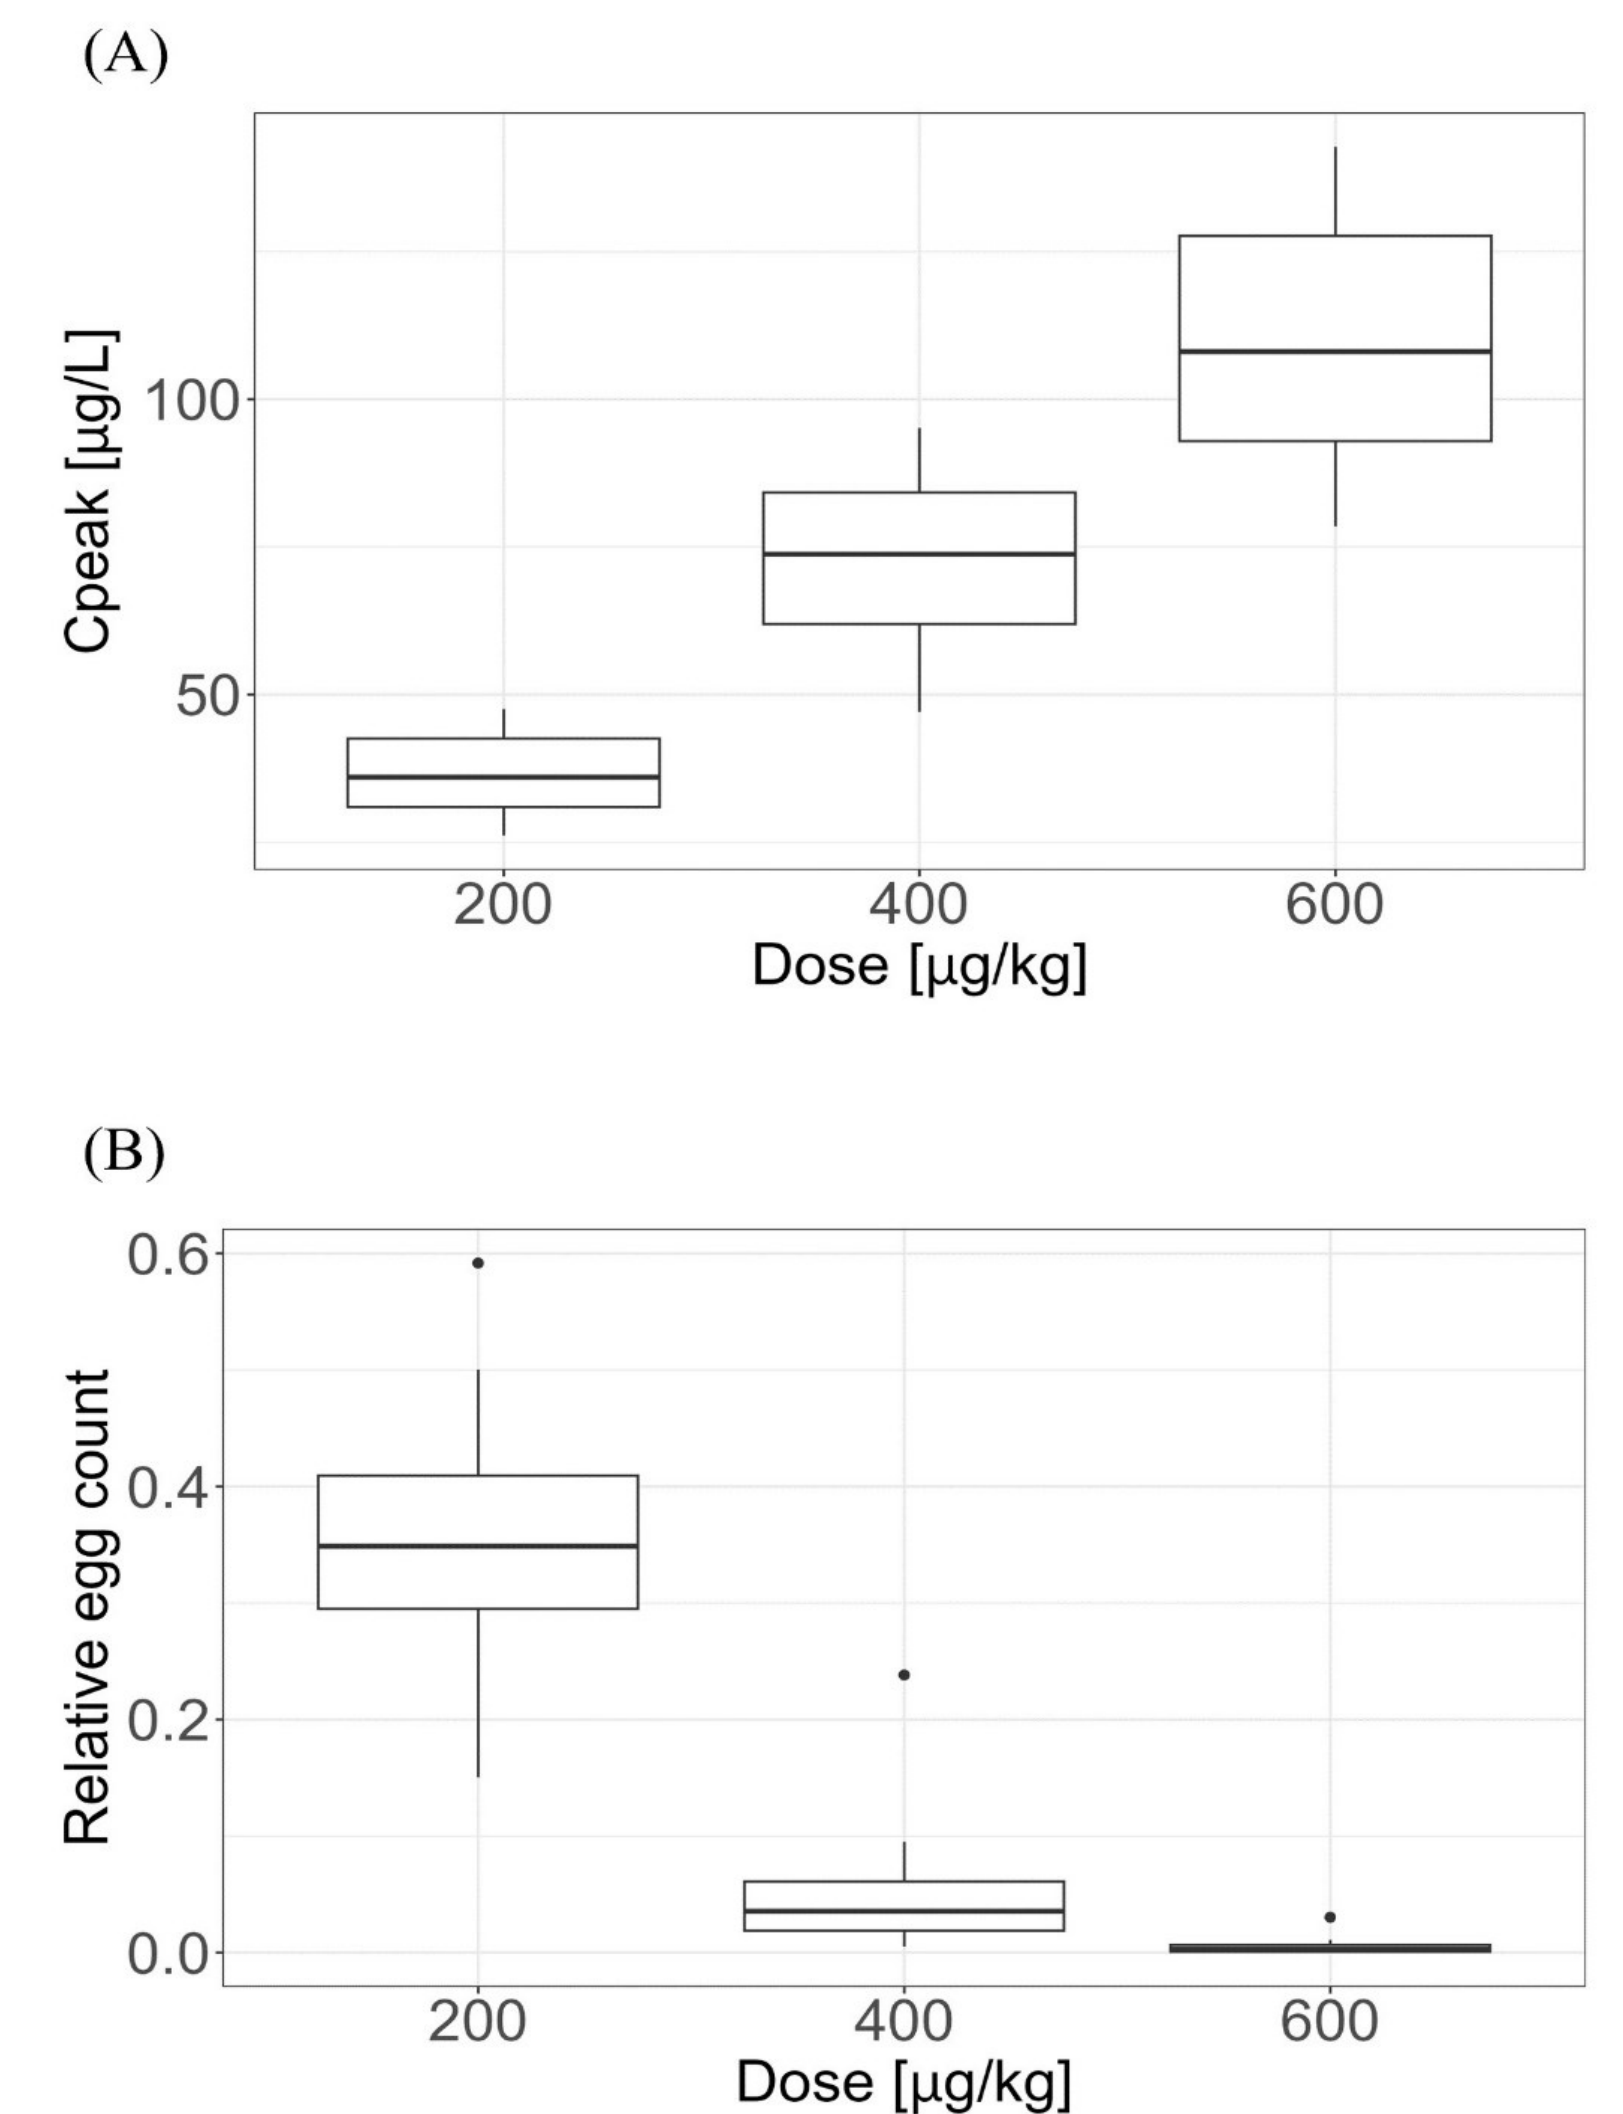 (A)
Cpeak [µg/L]
100
50
200 400 600
Dose [µg/kg]
(B)
Relative egg count
0.6
0.4
0.2
0.0
200 400 600
Dose [µg/kg]